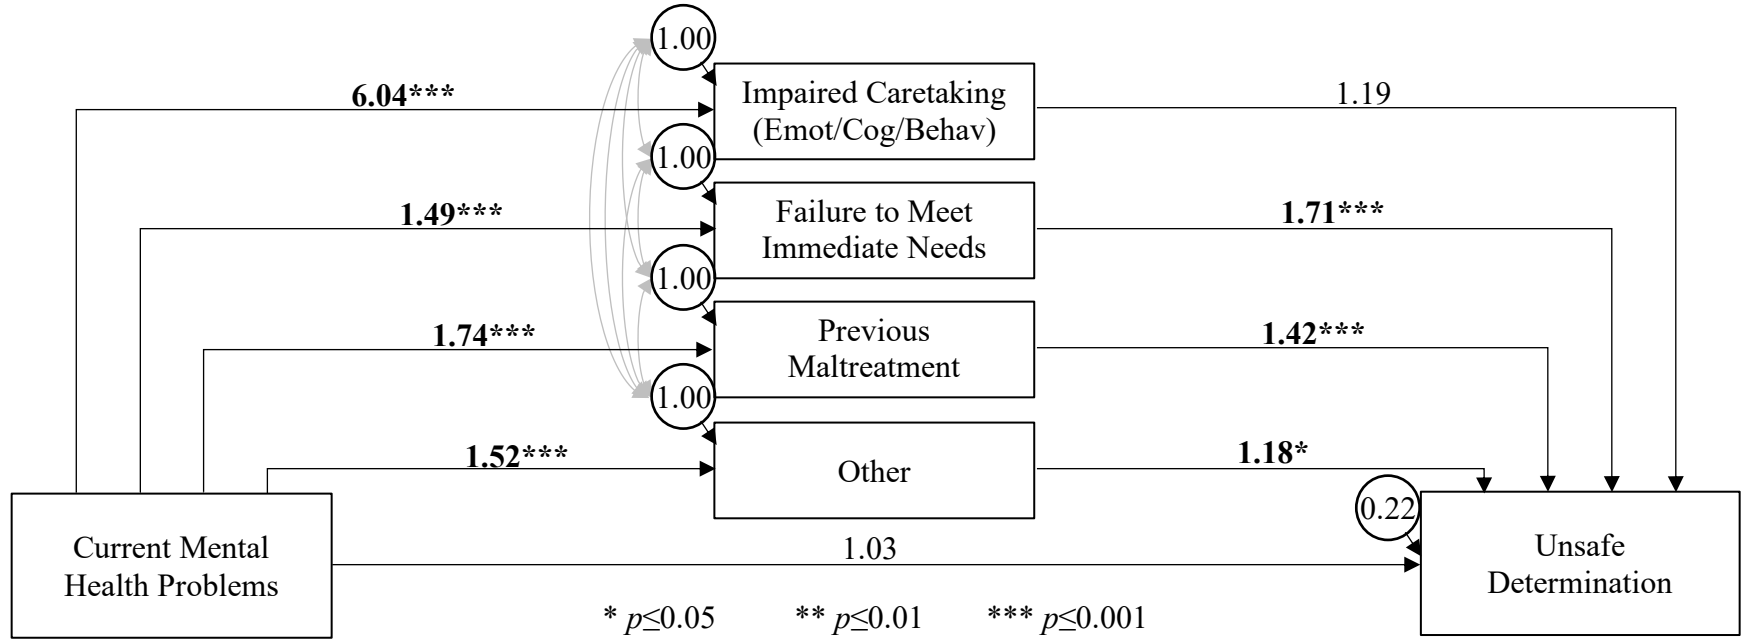 1.00
6.04***
Impaired Caretaking
(Emot/Cog/Behav)
1.19
1.00
1.49***
Failure to Meet
Immediate Needs
1.71***
1.00
1.74***
Previous
Maltreatment
1.42***
1.00
1.52***
Other
1.18*
0.22
Current Mental
Health Problems
1.03
Unsafe
Determination
* p≤0.05 ** p≤0.01 *** p≤0.001